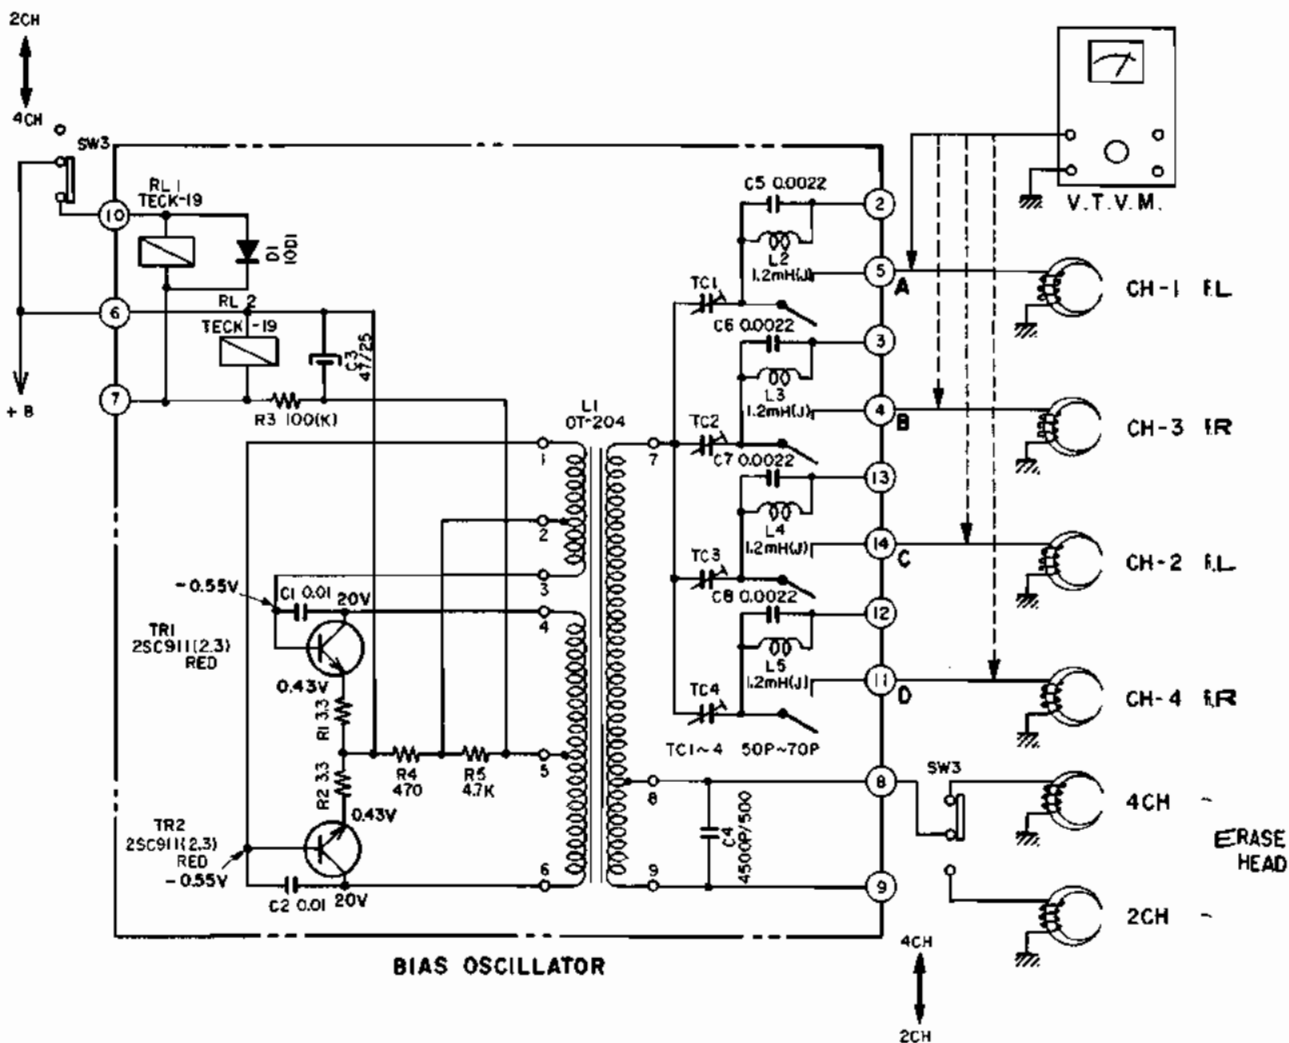 2CH
4CH
SW3
10
RL 1
TECK-19
D1
10D1
6
RL 2
TECK-19
C3
47/25
+B
7
R3 100(K)
L1
OT-204
1
2
3
4
5
6
7
8
9
-0.55V
C1 0.01
20V
TR1
2SC911(2.3)
RED
0.43V
R1 3.3
R2 3.3
R4
470
R5
4.7K
0.43V
TR2
2SC911(2.3)
RED
-0.55V
C2 0.01
20V
C5 0.0022
2
L2
1.2mH(J)
5
A
TC1
C6 0.0022
3
L3
1.2mH(J)
4
B
TC2
C7 0.0022
13
L4
1.2mH(J)
14
C
TC3
C8 0.0022
12
L5
1.2mH(J)
11
D
TC4
TC1~4 50P~70P
8
C4
4500P/500
9
SW3
V.T.V.M.
CH-1
CH-3
CH-2
CH-4
4CH
ERASE
HEAD
2CH
BIAS OSCILLATOR
4CH
2CH